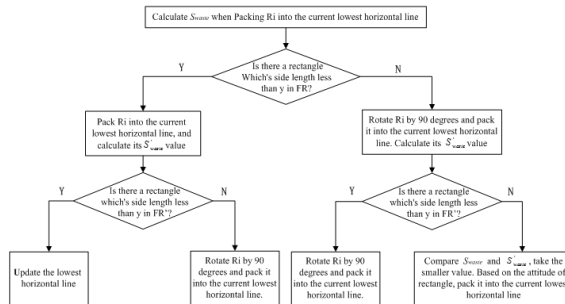 Calculate Swaste when Packing Ri into the current lowest horizontal line
Y
Is there a rectangle
Which's side length less
than y in FR?
N
Pack Ri into the current
lowest horizontal line, and
calculate its S'waste value
Rotate Ri by 90 degrees and pack
it into the current lowest horizontal
line. Calculate its S'waste value
Y
Is there a rectangle
which's side length less
than y in FR'?
N
Y
Is there a rectangle
which's side length less
than y in FR'?
N
Update the lowest
horizontal line
Rotate Ri by 90
degrees and pack it
into the current lowest
horizontal line.
Rotate Ri by 90
degrees and pack it
into the current lowest
horizontal line.
Compare Swaste and S'waste, take the
smaller value. Based on the attitude of
rectangle, pack it into the current lowest
horizontal line